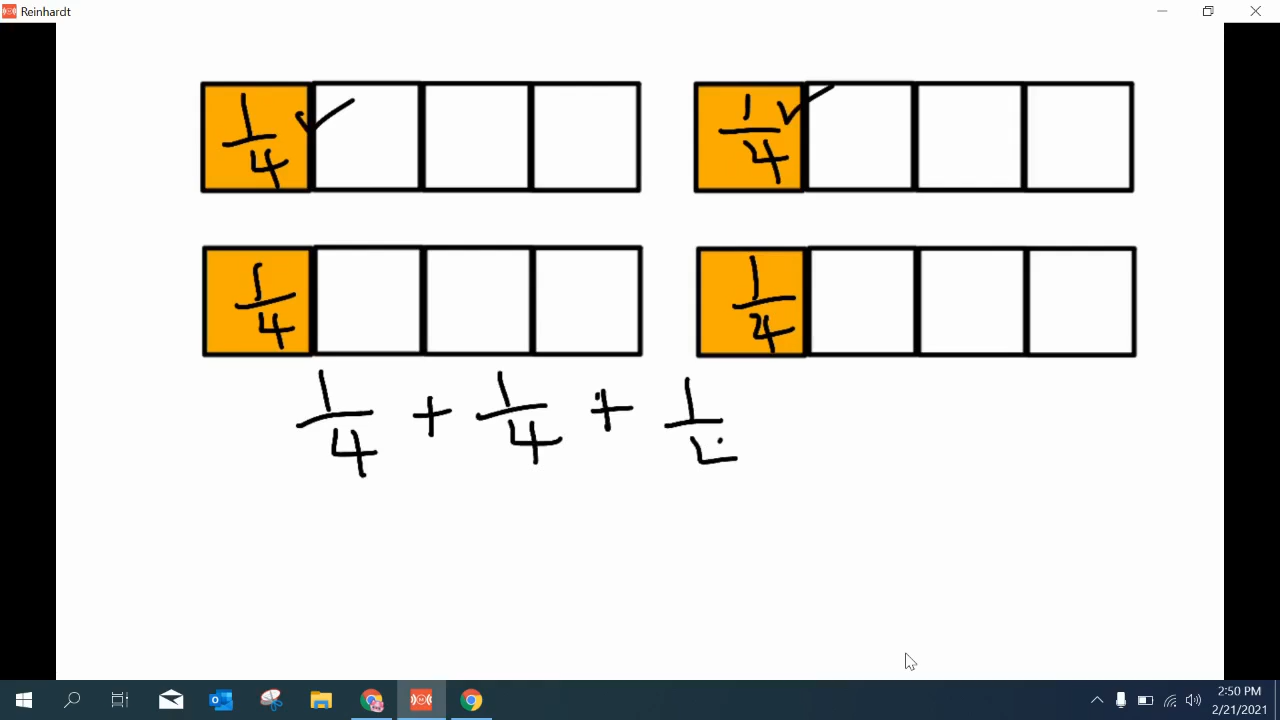 Reinhardt
1/4 1/4
1/4 1/4
1/4 + 1/4 + 1/
2:50 PM
2/21/2021